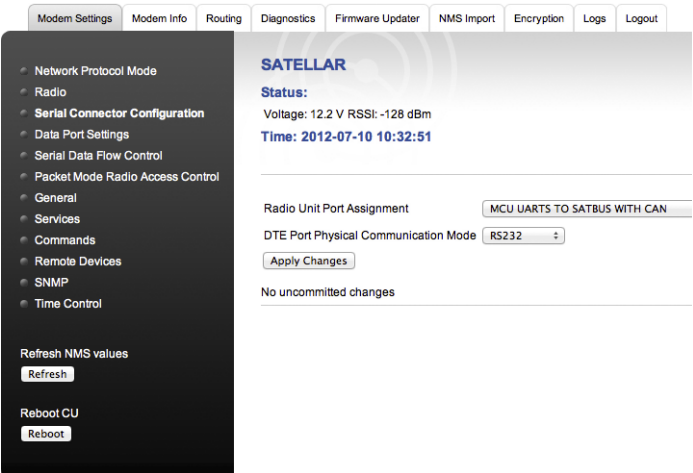 Modem Settings Modem Info Routing Diagnostics Firmware Updater NMS Import Encryption Logs Logout
Network Protocol Mode
Radio
Serial Connector Configuration
Data Port Settings
Serial Data Flow Control
Packet Mode Radio Access Control
General
Services
Commands
Remote Devices
SNMP
Time Control
Refresh NMS values
Refresh
Reboot CU
Reboot
SATELLAR
Status:
Voltage: 12.2 V RSSI: -128 dBm
Time: 2012-07-10 10:32:51
Radio Unit Port Assignment MCU UARTS TO SATBUS WITH CAN
DTE Port Physical Communication Mode RS232
Apply Changes
No uncommitted changes